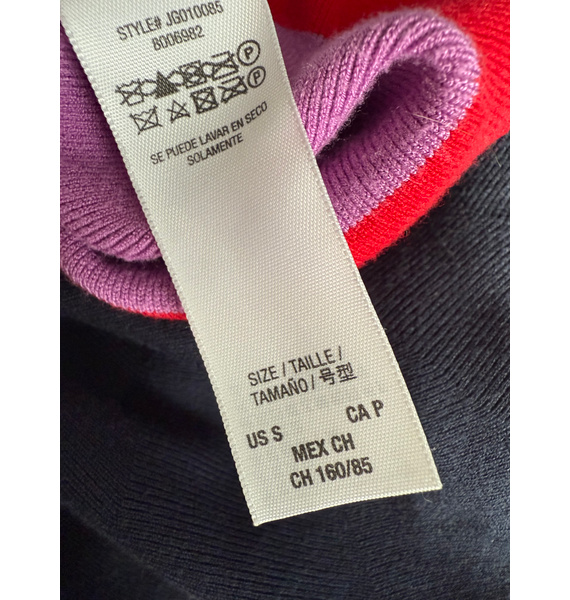 STYLE# JG010085
8006982
P
P
SE PUEDE LAVAR EN SECO
SOLAMENTE
SIZE / TAILLE /
TAMAÑO / 号型
US S CA P
MEX CH
CH 160/85